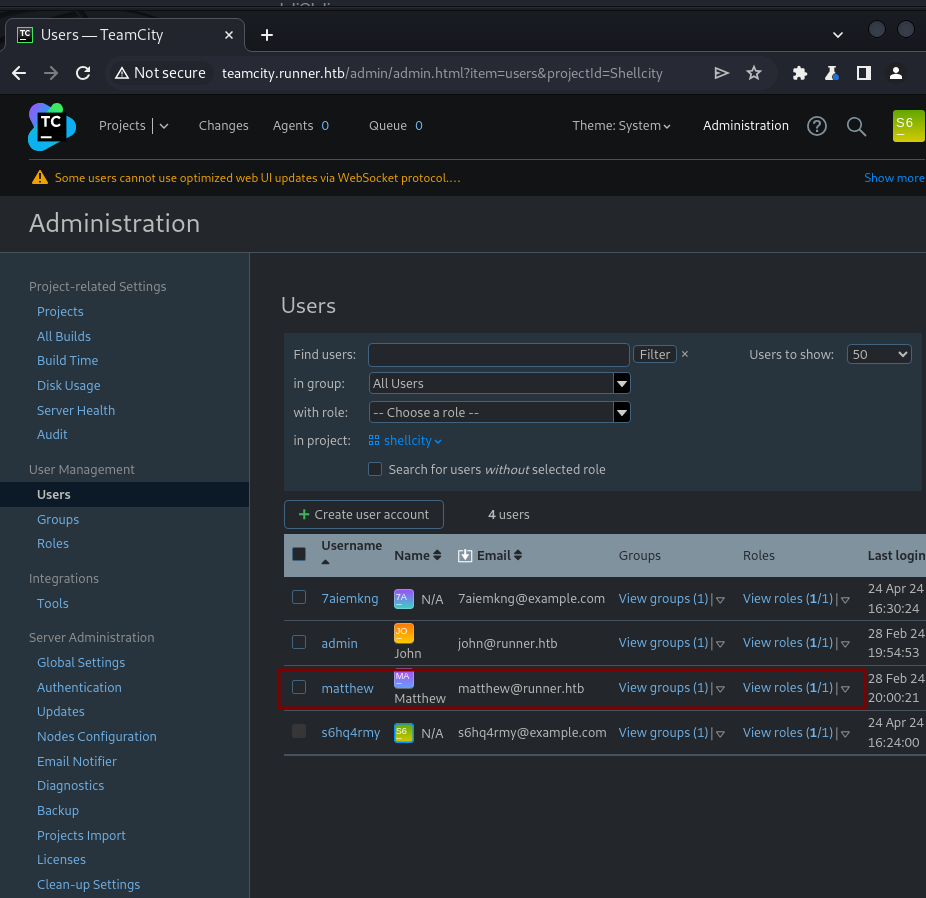 Users — TeamCity
Not secure teamcity.runner.htb/admin/admin.html?item=users&projectId=Shellcity
TC Projects Changes Agents 0 Queue 0 Theme: System Administration S6
Some users cannot use optimized web UI updates via WebSocket protocol.... Show more
Administration
Project-related Settings
Projects
All Builds
Build Time
Disk Usage
Server Health
Audit
User Management
Users
Groups
Roles
Integrations
Tools
Server Administration
Global Settings
Authentication
Updates
Nodes Configuration
Email Notifier
Diagnostics
Backup
Projects Import
Licenses
Clean-up Settings
Users
Find users: Filter × Users to show: 50
in group: All Users
with role: -- Choose a role --
in project: shellcity
Search for users without selected role
+ Create user account 4 users
Username Name Email Groups Roles Last login
7aiemkng 7A N/A 7aiemkng@example.com View groups (1) View roles (1/1) 24 Apr 24 16:30:24
admin JO John john@runner.htb View groups (1) View roles (1/1) 28 Feb 24 19:54:53
matthew MA Matthew matthew@runner.htb View groups (1) View roles (1/1) 28 Feb 24 20:00:21
s6hq4rmy S6 N/A s6hq4rmy@example.com View groups (1) View roles (1/1) 24 Apr 24 16:24:00